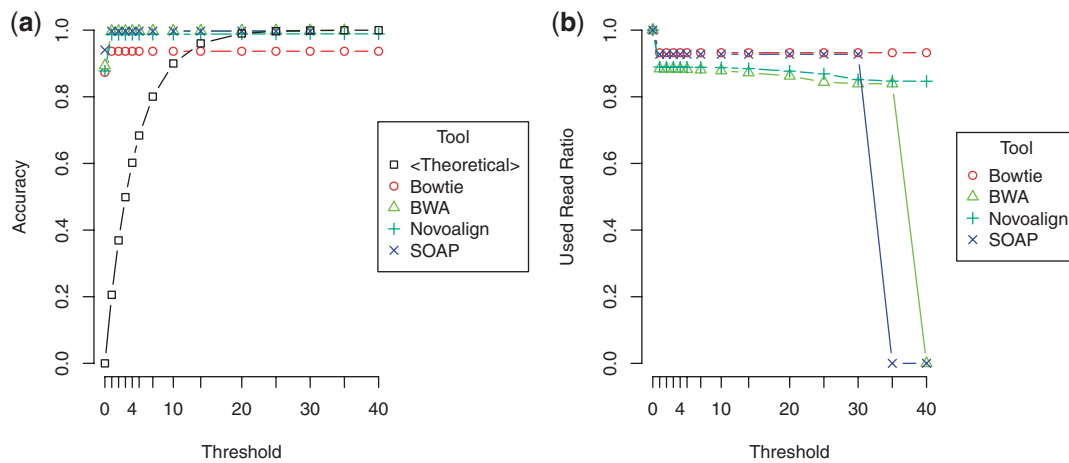 (a)
Accuracy
1.0
0.8
0.6
0.4
0.2
0.0
0 4 10 20 30 40
Threshold
Tool
<Theoretical>
Bowtie
BWA
Novoalign
SOAP
(b)
Used Read Ratio
1.0
0.8
0.6
0.4
0.2
0.0
0 4 10 20 30 40
Threshold
Tool
Bowtie
BWA
Novoalign
SOAP